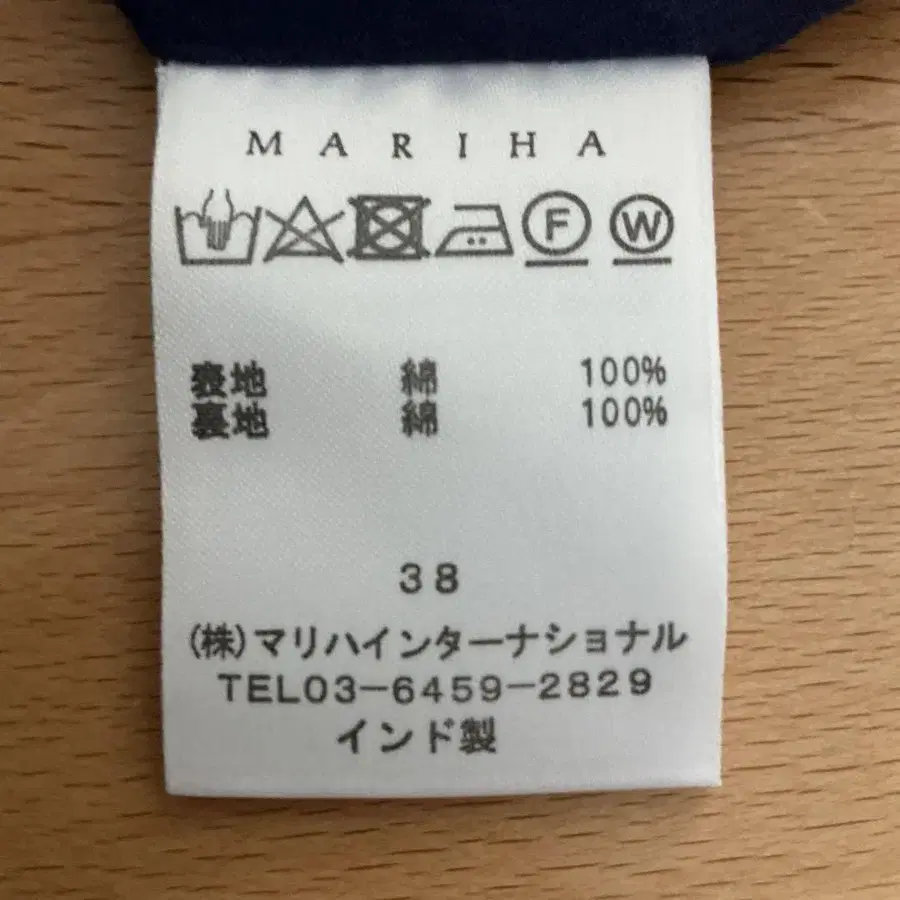 MARIHA
F W
表地 綿 100%
裏地 綿 100%
38
(株)マリハインターナショナル
TEL03-6459-2829
インド製